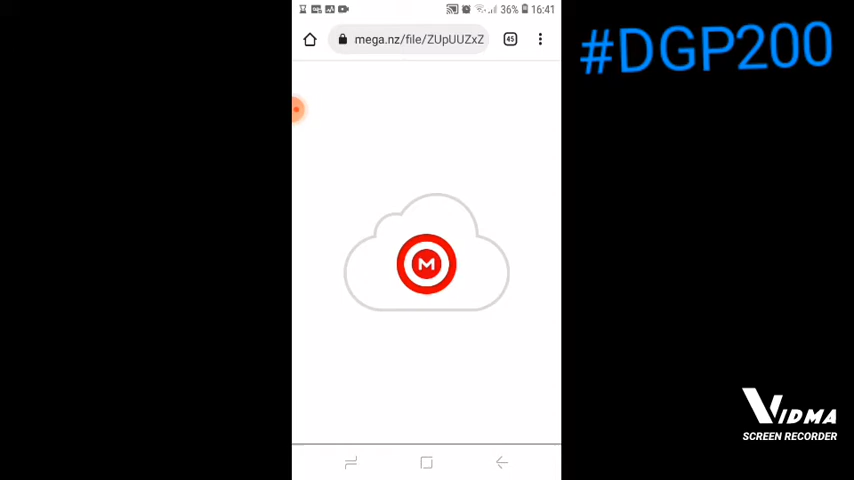 36% 16:41
mega.nz/file/ZUpUUZxZ
45
#DGP200
M
VIDMA
SCREEN RECORDER